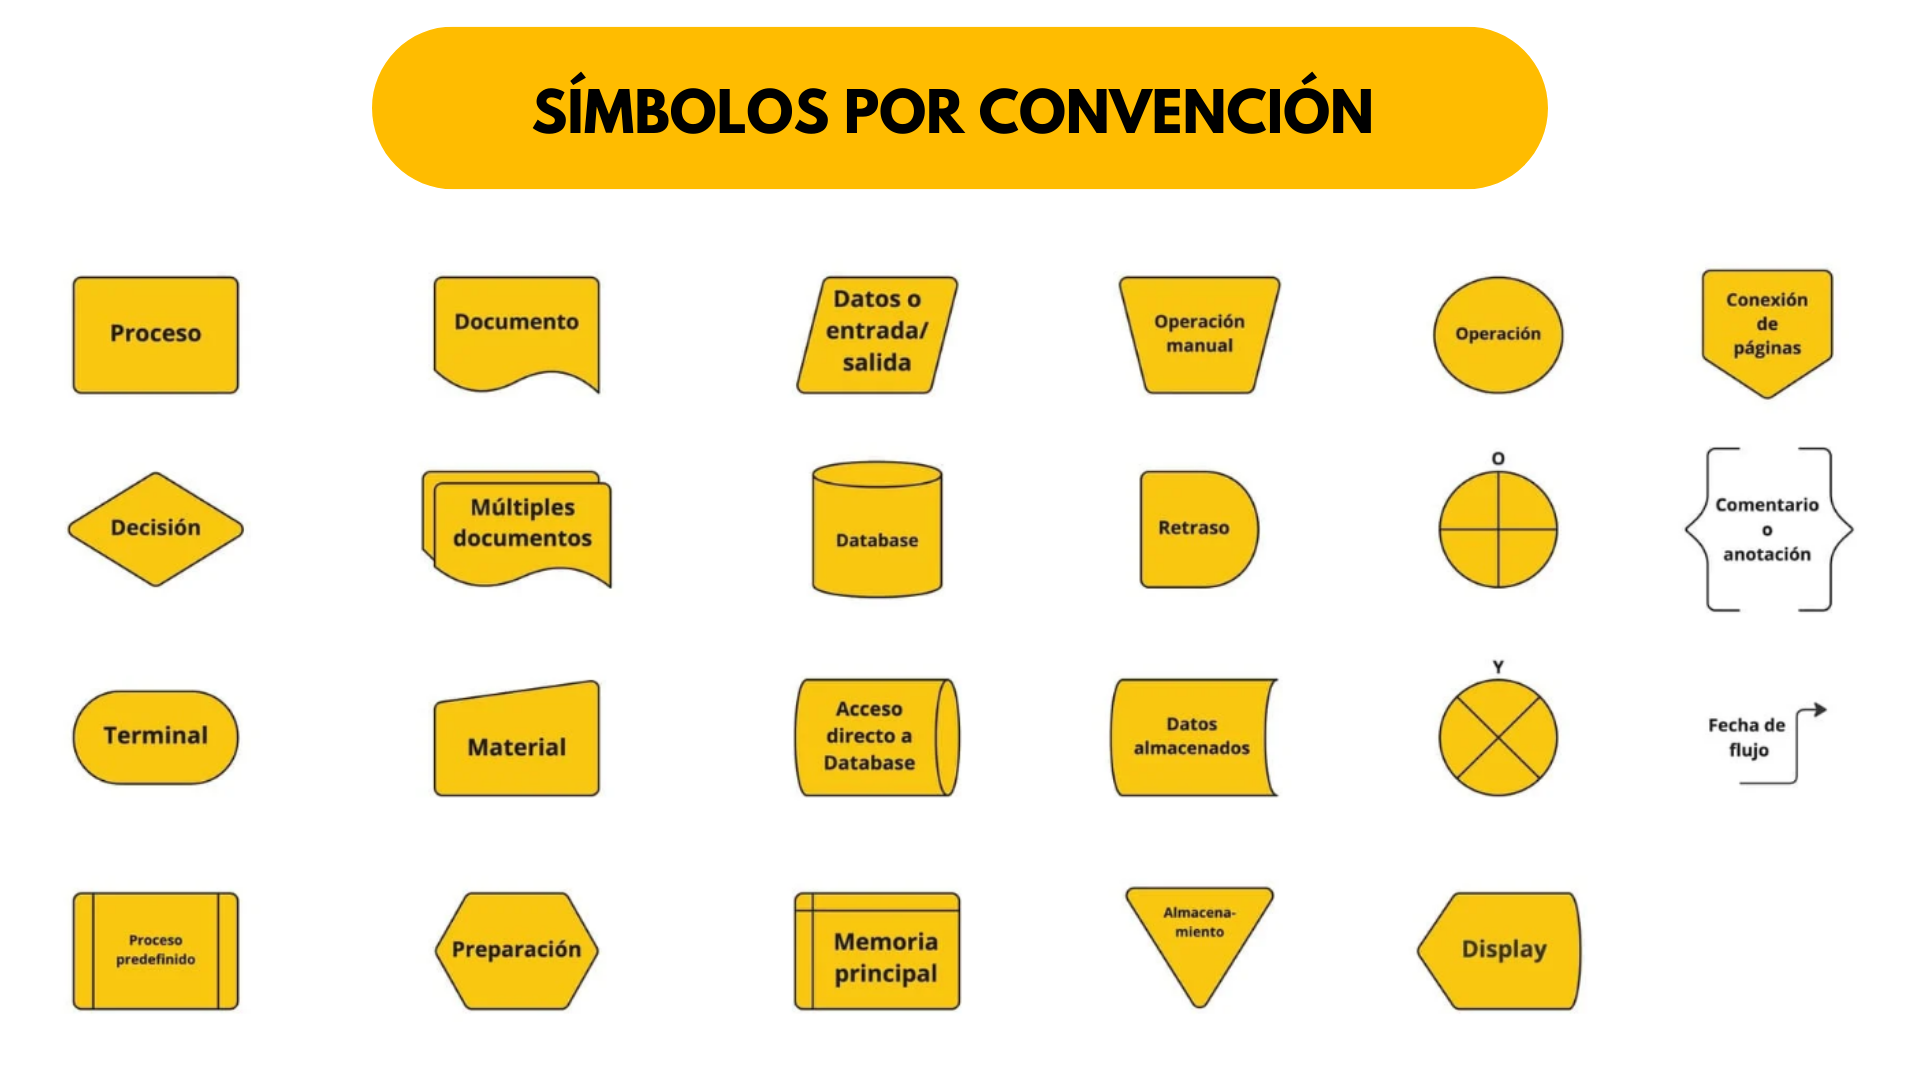 SÍMBOLOS POR CONVENCIÓN
Proceso
Documento
Datos o
entrada/
salida
Operación
manual
Operación
Conexión
de
páginas
Decisión
Múltiples
documentos
Database
Retraso
O
Comentario
o
anotación
Terminal
Material
Acceso
directo a
Database
Datos
almacenados
Y
Fecha de
flujo
Proceso
predefinido
Preparación
Memoria
principal
Almacena-
miento
Display